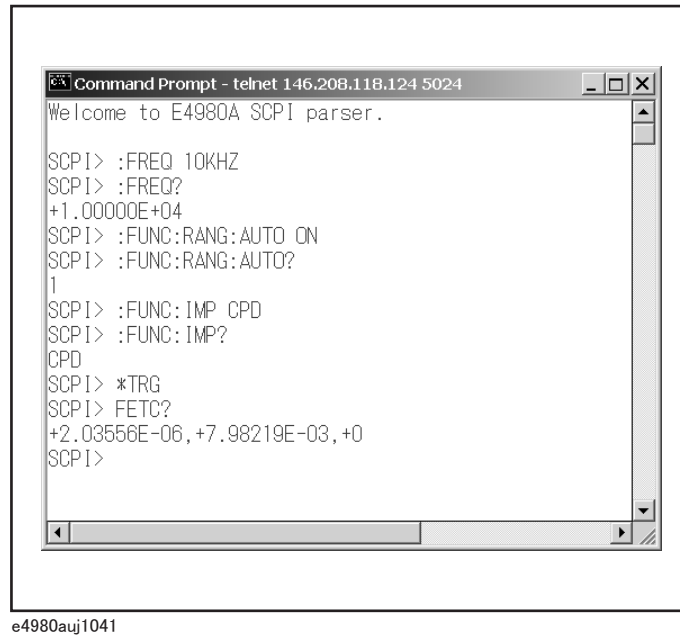 Command Prompt - telnet 146.208.118.124 5024
Welcome to E4980A SCPI parser.
SCPI> :FREQ 10KHZ
SCPI> :FREQ?
+1.00000E+04
SCPI> :FUNC:RANG:AUTO ON
SCPI> :FUNC:RANG:AUTO?
1
SCPI> :FUNC:IMP CPD
SCPI> :FUNC:IMP?
CPD
SCPI> *TRG
SCPI> FETC?
+2.03556E-06,+7.98219E-03,+0
SCPI>
e4980auj1041